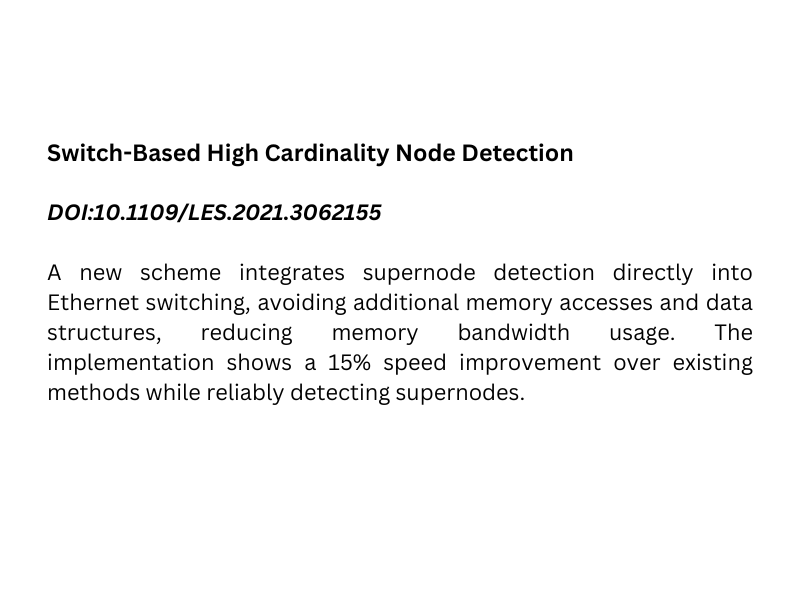 Switch-Based High Cardinality Node Detection
DOI:10.1109/LES.2021.3062155
A new scheme integrates supernode detection directly into
Ethernet switching, avoiding additional memory accesses and data
structures, reducing memory bandwidth usage. The
implementation shows a 15% speed improvement over existing
methods while reliably detecting supernodes.